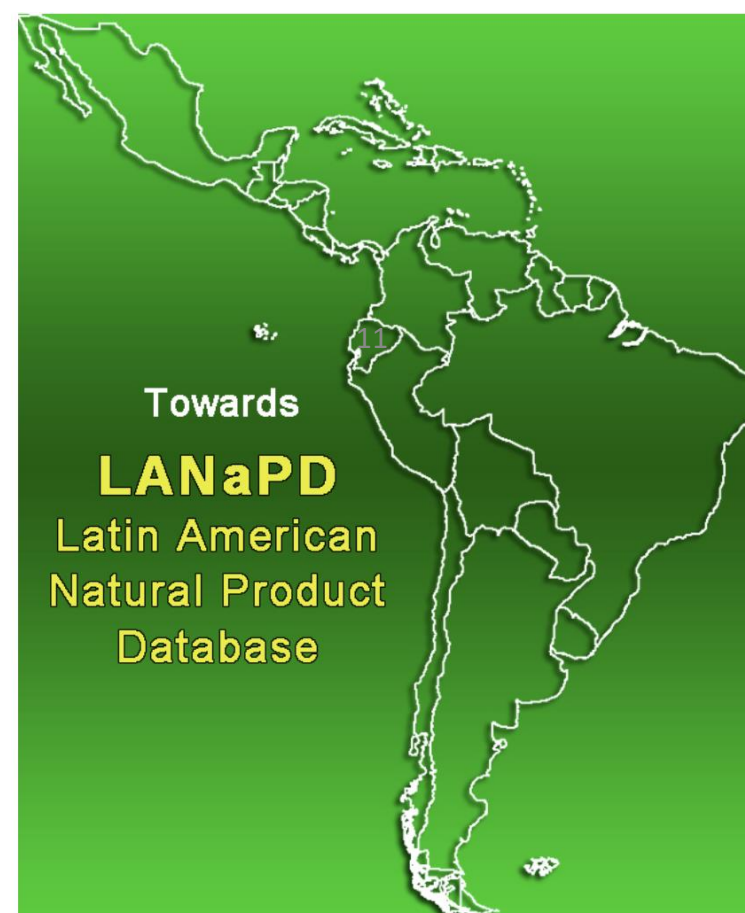 11
Towards
LANaPD
Latin American
Natural Product
Database